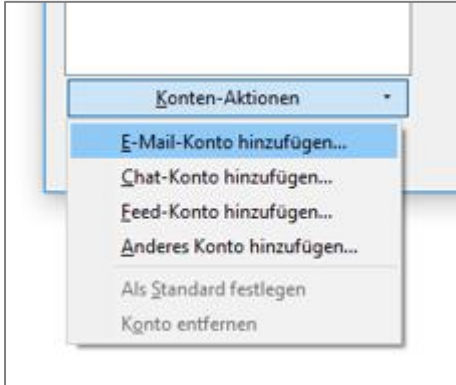 Konten-Aktionen
E-Mail-Konto hinzufügen...
Chat-Konto hinzufügen...
Feed-Konto hinzufügen...
Anderes Konto hinzufügen...
Als Standard festlegen
Konto entfernen